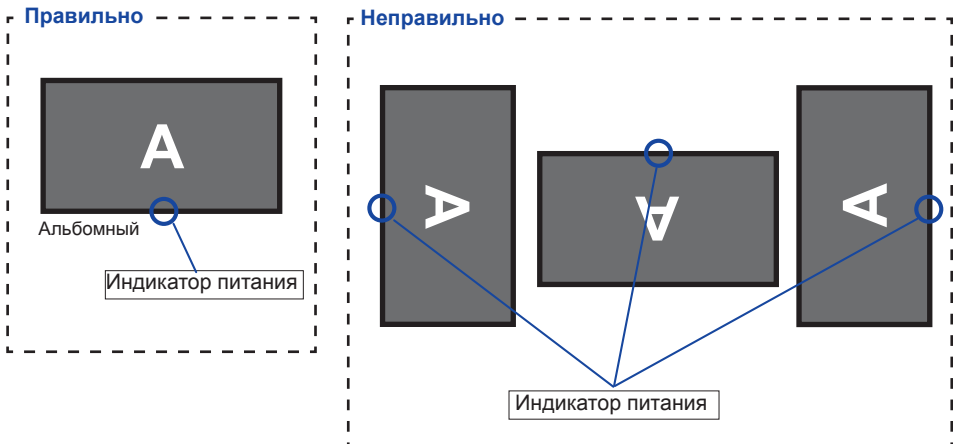 Правильно
A
Альбомный
Индикатор питания
Неправильно
A
A
A
Индикатор питания